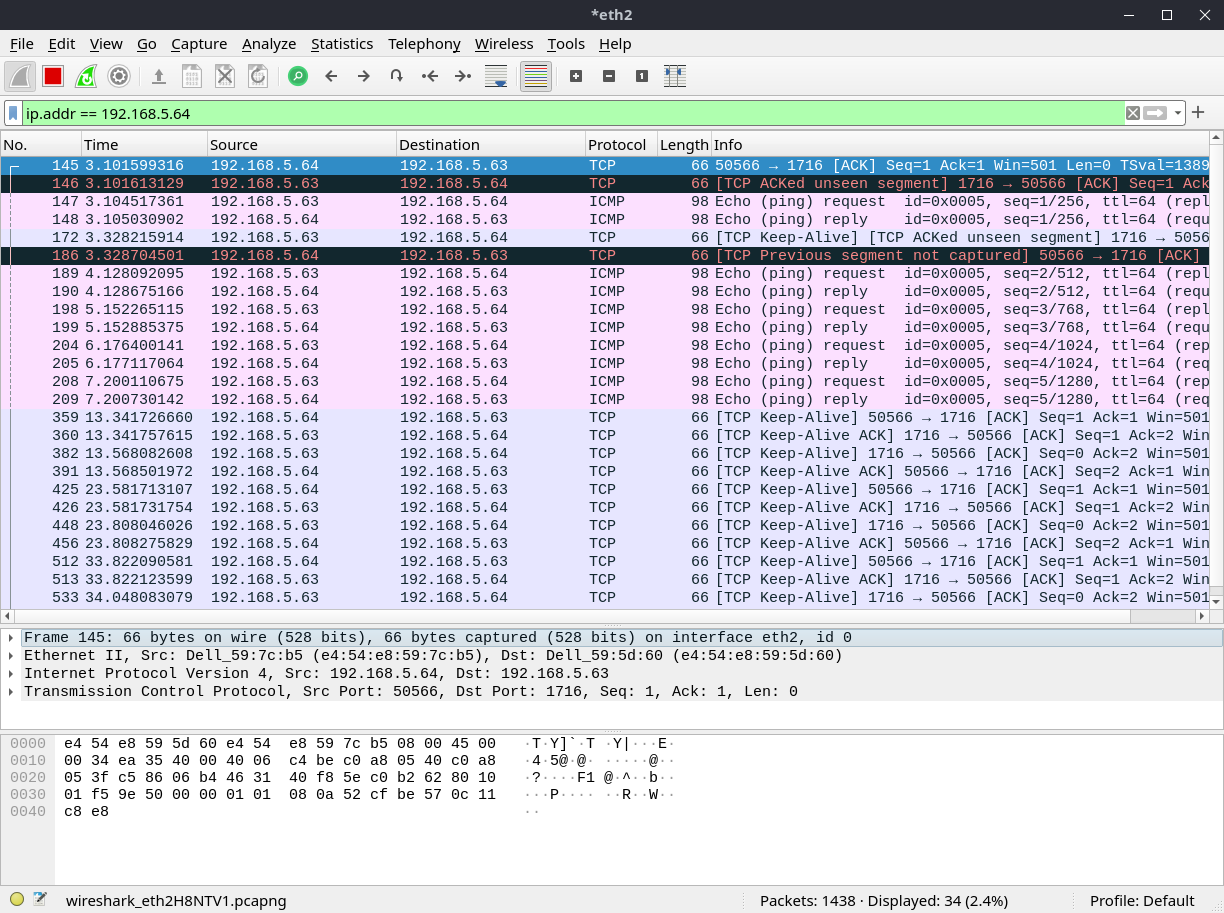 *eth2
File Edit View Go Capture Analyze Statistics Telephony Wireless Tools Help
ip.addr == 192.168.5.64
No. Time Source Destination Protocol Length Info
145 3.101599316 192.168.5.64 192.168.5.63 TCP 66 50566 → 1716 [ACK] Seq=1 Ack=1 Win=501 Len=0 TSval=1389
146 3.101613129 192.168.5.63 192.168.5.64 TCP 66 [TCP ACKed unseen segment] 1716 → 50566 [ACK] Seq=1 Ack
147 3.104517361 192.168.5.63 192.168.5.64 ICMP 98 Echo (ping) request id=0x0005, seq=1/256, ttl=64 (repl
148 3.105030902 192.168.5.64 192.168.5.63 ICMP 98 Echo (ping) reply id=0x0005, seq=1/256, ttl=64 (requ
172 3.328215914 192.168.5.63 192.168.5.64 TCP 66 [TCP Keep-Alive] [TCP ACKed unseen segment] 1716 → 5056
186 3.328704501 192.168.5.64 192.168.5.63 TCP 66 [TCP Previous segment not captured] 50566 → 1716 [ACK]
189 4.128092095 192.168.5.63 192.168.5.64 ICMP 98 Echo (ping) request id=0x0005, seq=2/512, ttl=64 (repl
190 4.128675166 192.168.5.64 192.168.5.63 ICMP 98 Echo (ping) reply id=0x0005, seq=2/512, ttl=64 (requ
198 5.152265115 192.168.5.63 192.168.5.64 ICMP 98 Echo (ping) request id=0x0005, seq=3/768, ttl=64 (repl
199 5.152885375 192.168.5.64 192.168.5.63 ICMP 98 Echo (ping) reply id=0x0005, seq=3/768, ttl=64 (requ
204 6.176400141 192.168.5.63 192.168.5.64 ICMP 98 Echo (ping) request id=0x0005, seq=4/1024, ttl=64 (rep
205 6.177117064 192.168.5.64 192.168.5.63 ICMP 98 Echo (ping) reply id=0x0005, seq=4/1024, ttl=64 (req
208 7.200110675 192.168.5.63 192.168.5.64 ICMP 98 Echo (ping) request id=0x0005, seq=5/1280, ttl=64 (rep
209 7.200730142 192.168.5.64 192.168.5.63 ICMP 98 Echo (ping) reply id=0x0005, seq=5/1280, ttl=64 (req
359 13.341726660 192.168.5.64 192.168.5.63 TCP 66 [TCP Keep-Alive] 50566 → 1716 [ACK] Seq=1 Ack=1 Win=501
360 13.341757615 192.168.5.63 192.168.5.64 TCP 66 [TCP Keep-Alive ACK] 1716 → 50566 [ACK] Seq=1 Ack=2 Win
382 13.568082608 192.168.5.63 192.168.5.64 TCP 66 [TCP Keep-Alive] 1716 → 50566 [ACK] Seq=0 Ack=2 Win=501
391 13.568501972 192.168.5.64 192.168.5.63 TCP 66 [TCP Keep-Alive ACK] 50566 → 1716 [ACK] Seq=2 Ack=1 Win
425 23.581713107 192.168.5.64 192.168.5.63 TCP 66 [TCP Keep-Alive] 50566 → 1716 [ACK] Seq=1 Ack=1 Win=501
426 23.581731754 192.168.5.63 192.168.5.64 TCP 66 [TCP Keep-Alive ACK] 1716 → 50566 [ACK] Seq=1 Ack=2 Win
448 23.808046026 192.168.5.63 192.168.5.64 TCP 66 [TCP Keep-Alive] 1716 → 50566 [ACK] Seq=0 Ack=2 Win=501
456 23.808275829 192.168.5.64 192.168.5.63 TCP 66 [TCP Keep-Alive ACK] 50566 → 1716 [ACK] Seq=2 Ack=1 Win
512 33.822090581 192.168.5.64 192.168.5.63 TCP 66 [TCP Keep-Alive] 50566 → 1716 [ACK] Seq=1 Ack=1 Win=501
513 33.822123599 192.168.5.63 192.168.5.64 TCP 66 [TCP Keep-Alive ACK] 1716 → 50566 [ACK] Seq=1 Ack=2 Win
533 34.048083079 192.168.5.63 192.168.5.64 TCP 66 [TCP Keep-Alive] 1716 → 50566 [ACK] Seq=0 Ack=2 Win=501
Frame 145: 66 bytes on wire (528 bits), 66 bytes captured (528 bits) on interface eth2, id 0
Ethernet II, Src: Dell_59:7c:b5 (e4:54:e8:59:7c:b5), Dst: Dell_59:5d:60 (e4:54:e8:59:5d:60)
Internet Protocol Version 4, Src: 192.168.5.64, Dst: 192.168.5.63
Transmission Control Protocol, Src Port: 50566, Dst Port: 1716, Seq: 1, Ack: 1, Len: 0
0000 e4 54 e8 59 5d 60 e4 54 e8 59 7c b5 08 00 45 00 ·T·Y]`·T ·Y|···E·
0010 00 34 ea 35 40 00 40 06 c4 be c0 a8 05 40 c0 a8 ·4·5@·@· ·····@··
0020 05 3f c5 86 06 b4 46 31 40 f8 5e c0 b2 62 80 10 ·?····F1 @·^··b··
0030 01 f5 9e 50 00 00 01 01 08 0a 52 cf be 57 0c 11 ···P···· ··R··W··
0040 c8 e8 ··
wireshark_eth2H8NTV1.pcapng Packets: 1438 · Displayed: 34 (2.4%) Profile: Default